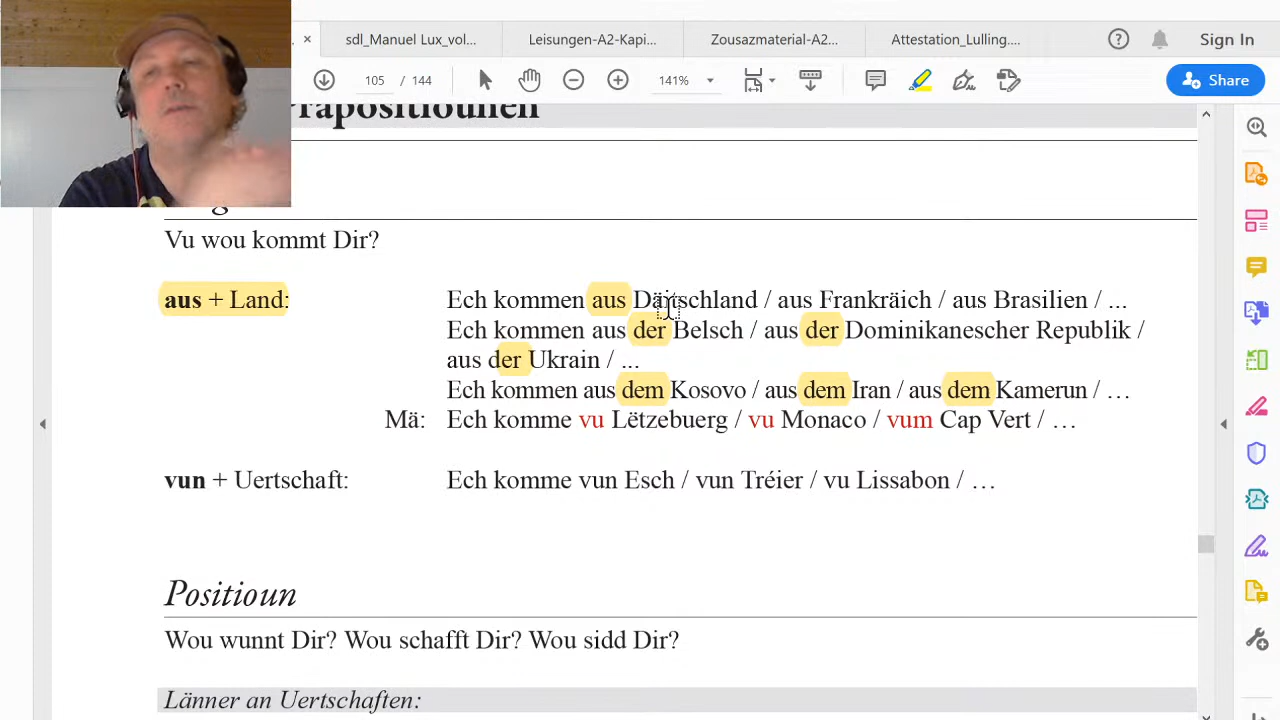 sdl_Manuel Lux_vol... Leisungen-A2-Kapi... Zousazmaterial-A2... Attestation_Lulling.... Sign In
105 / 144 141% Share
Vu wou kommt Dir?
aus + Land: Ech kommen aus Däitschland / aus Frankräich / aus Brasilien / ...
Ech kommen aus der Belsch / aus der Dominikanescher Republik /
aus der Ukrain / ...
Ech kommen aus dem Kosovo / aus dem Iran / aus dem Kamerun / …
Mä: Ech komme vu Lëtzebuerg / vu Monaco / vum Cap Vert / …
vun + Uertschaft: Ech komme vun Esch / vun Tréier / vu Lissabon / …
Positioun
Wou wunnt Dir? Wou schafft Dir? Wou sidd Dir?
Länner an Uertschaften: